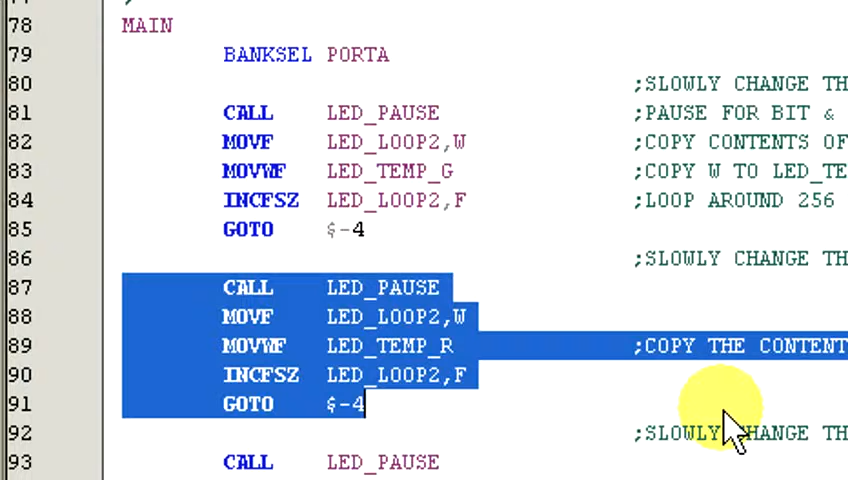 78 MAIN
79 BANKSEL PORTA
80 ;SLOWLY CHANGE TH
81 CALL LED_PAUSE ;PAUSE FOR BIT &
82 MOVF LED_LOOP2,W ;COPY CONTENTS OF
83 MOVWF LED_TEMP_G ;COPY W TO LED_TE
84 INCFSZ LED_LOOP2,F ;LOOP AROUND 256
85 GOTO $-4
86 ;SLOWLY CHANGE TH
87 CALL LED_PAUSE
88 MOVF LED_LOOP2,W
89 MOVWF LED_TEMP_R ;COPY THE CONTENT
90 INCFSZ LED_LOOP2,F
91 GOTO $-4
92 ;SLOWLY CHANGE TH
93 CALL LED_PAUSE